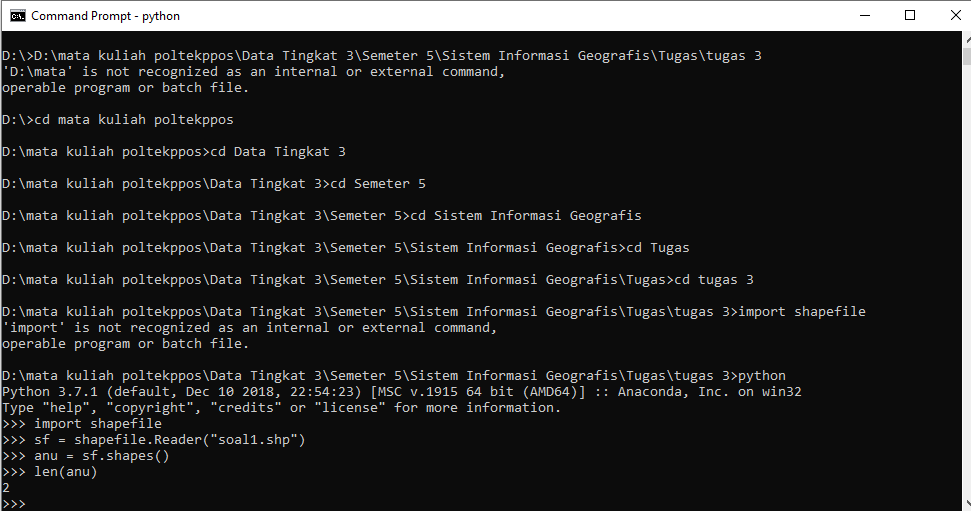 Command Prompt - python
D:\>D:\mata kuliah poltekppos\Data Tingkat 3\Semeter 5\Sistem Informasi Geografis\Tugas\tugas 3
'D:\mata' is not recognized as an internal or external command,
operable program or batch file.
D:\>cd mata kuliah poltekppos
D:\mata kuliah poltekppos>cd Data Tingkat 3
D:\mata kuliah poltekppos\Data Tingkat 3>cd Semeter 5
D:\mata kuliah poltekppos\Data Tingkat 3\Semeter 5>cd Sistem Informasi Geografis
D:\mata kuliah poltekppos\Data Tingkat 3\Semeter 5\Sistem Informasi Geografis>cd Tugas
D:\mata kuliah poltekppos\Data Tingkat 3\Semeter 5\Sistem Informasi Geografis\Tugas>cd tugas 3
D:\mata kuliah poltekppos\Data Tingkat 3\Semeter 5\Sistem Informasi Geografis\Tugas\tugas 3>import shapefile
'import' is not recognized as an internal or external command,
operable program or batch file.
D:\mata kuliah poltekppos\Data Tingkat 3\Semeter 5\Sistem Informasi Geografis\Tugas\tugas 3>python
Python 3.7.1 (default, Dec 10 2018, 22:54:23) [MSC v.1915 64 bit (AMD64)] :: Anaconda, Inc. on win32
Type "help", "copyright", "credits" or "license" for more information.
>>> import shapefile
>>> sf = shapefile.Reader("soal1.shp")
>>> anu = sf.shapes()
>>> len(anu)
2
>>>